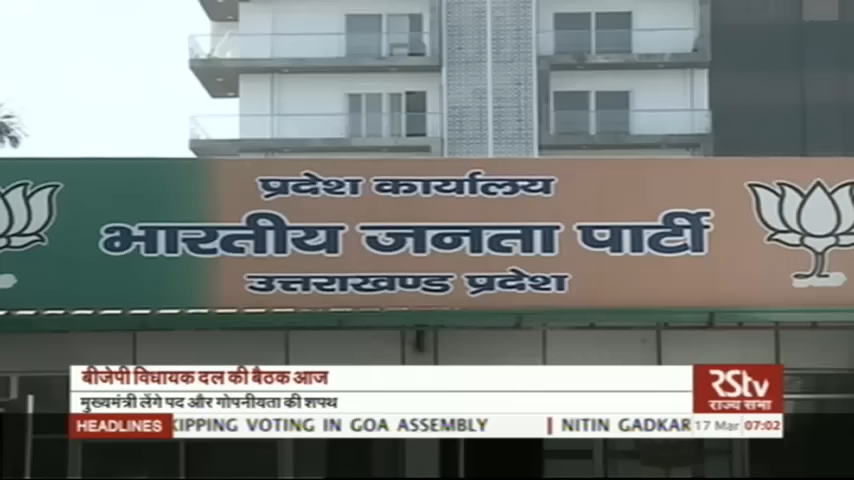 प्रदेश कार्यालय
भारतीय जनता पार्टी
उत्तराखण्ड प्रदेश
बीजेपी विधायक दल की बैठक आज
मुख्यमंत्री लेंगे पद और गोपनीयता की शपथ
RStv
राज्य सभा
HEADLINES KIPPING VOTING IN GOA ASSEMBLY | NITIN GADKAR 17 Mar 07:02